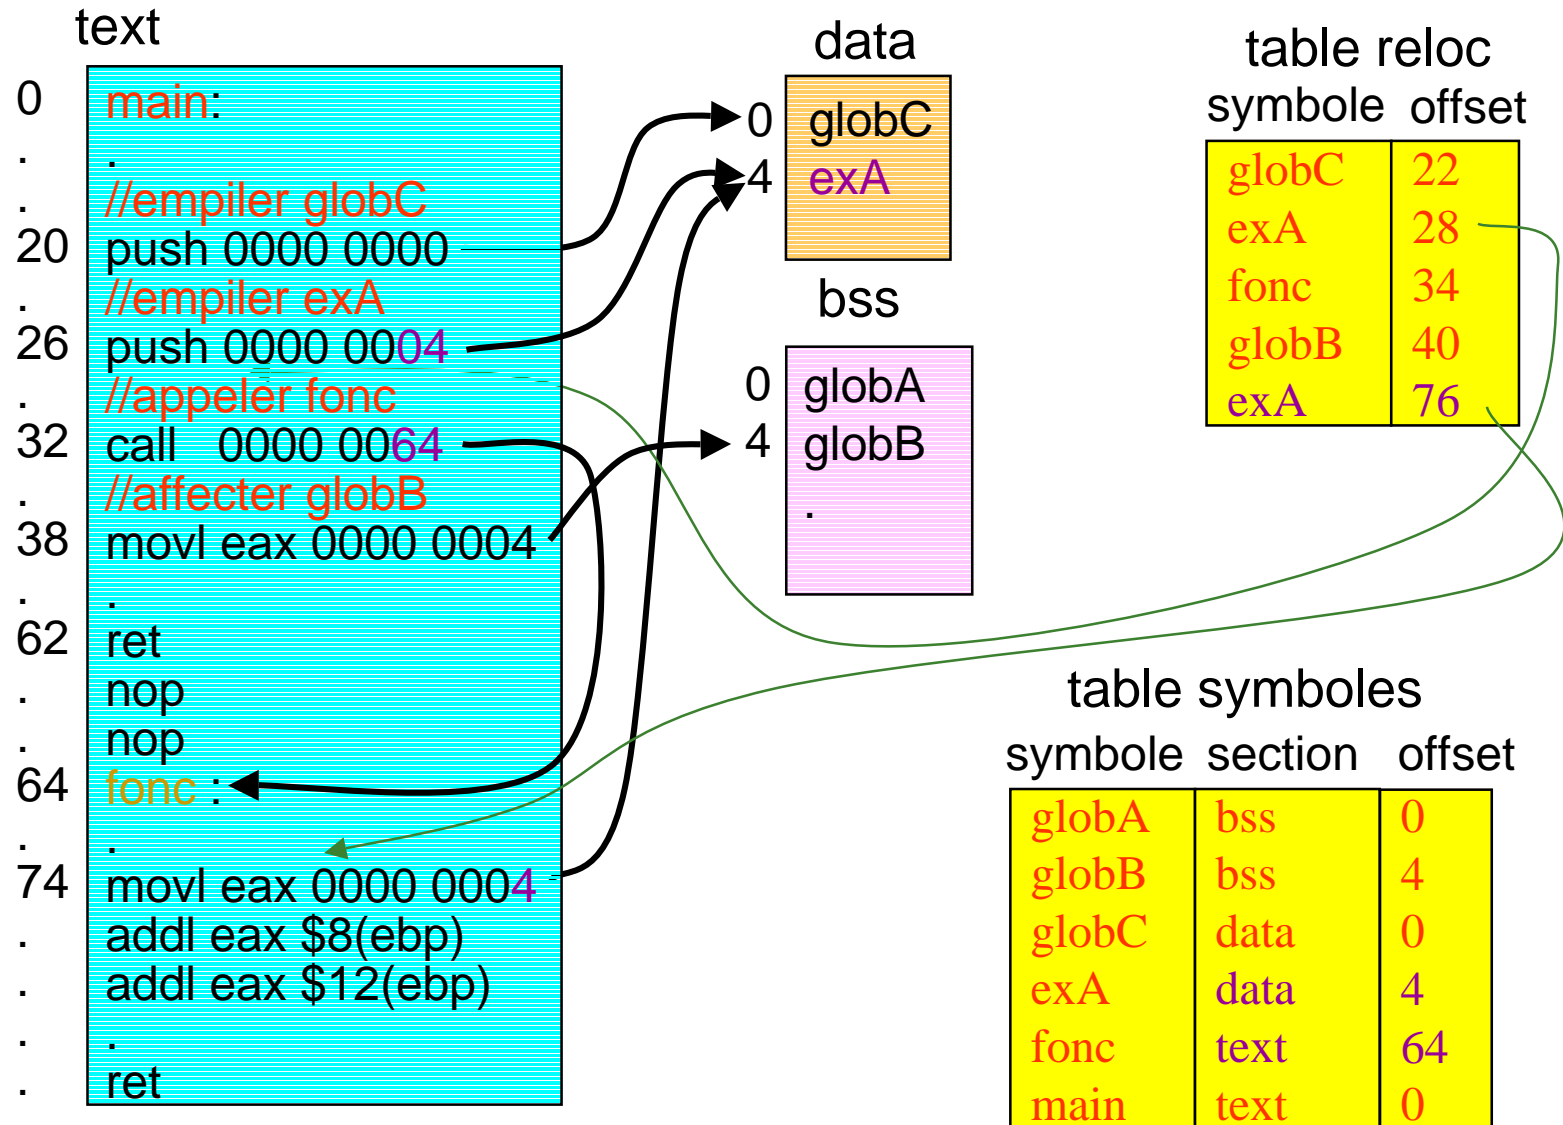 text
0 main:
. .
. //empiler globC
20 push 0000 0000
. //empiler exA
26 push 0000 0004
. //appeler fonc
32 call 0000 0064
. //affecter globB
38 movl eax 0000 0004
. .
62 ret
. nop
. nop
64 fonc :
. .
74 movl eax 0000 0004
. addl eax $8(ebp)
. addl eax $12(ebp)
. .
. ret
data
0 globC
4 exA
bss
0 globA
4 globB
.
table reloc
symbole offset
globC 22
exA 28
fonc 34
globB 40
exA 76
table symboles
symbole section offset
globA bss 0
globB bss 4
globC data 0
exA data 4
fonc text 64
main text 0